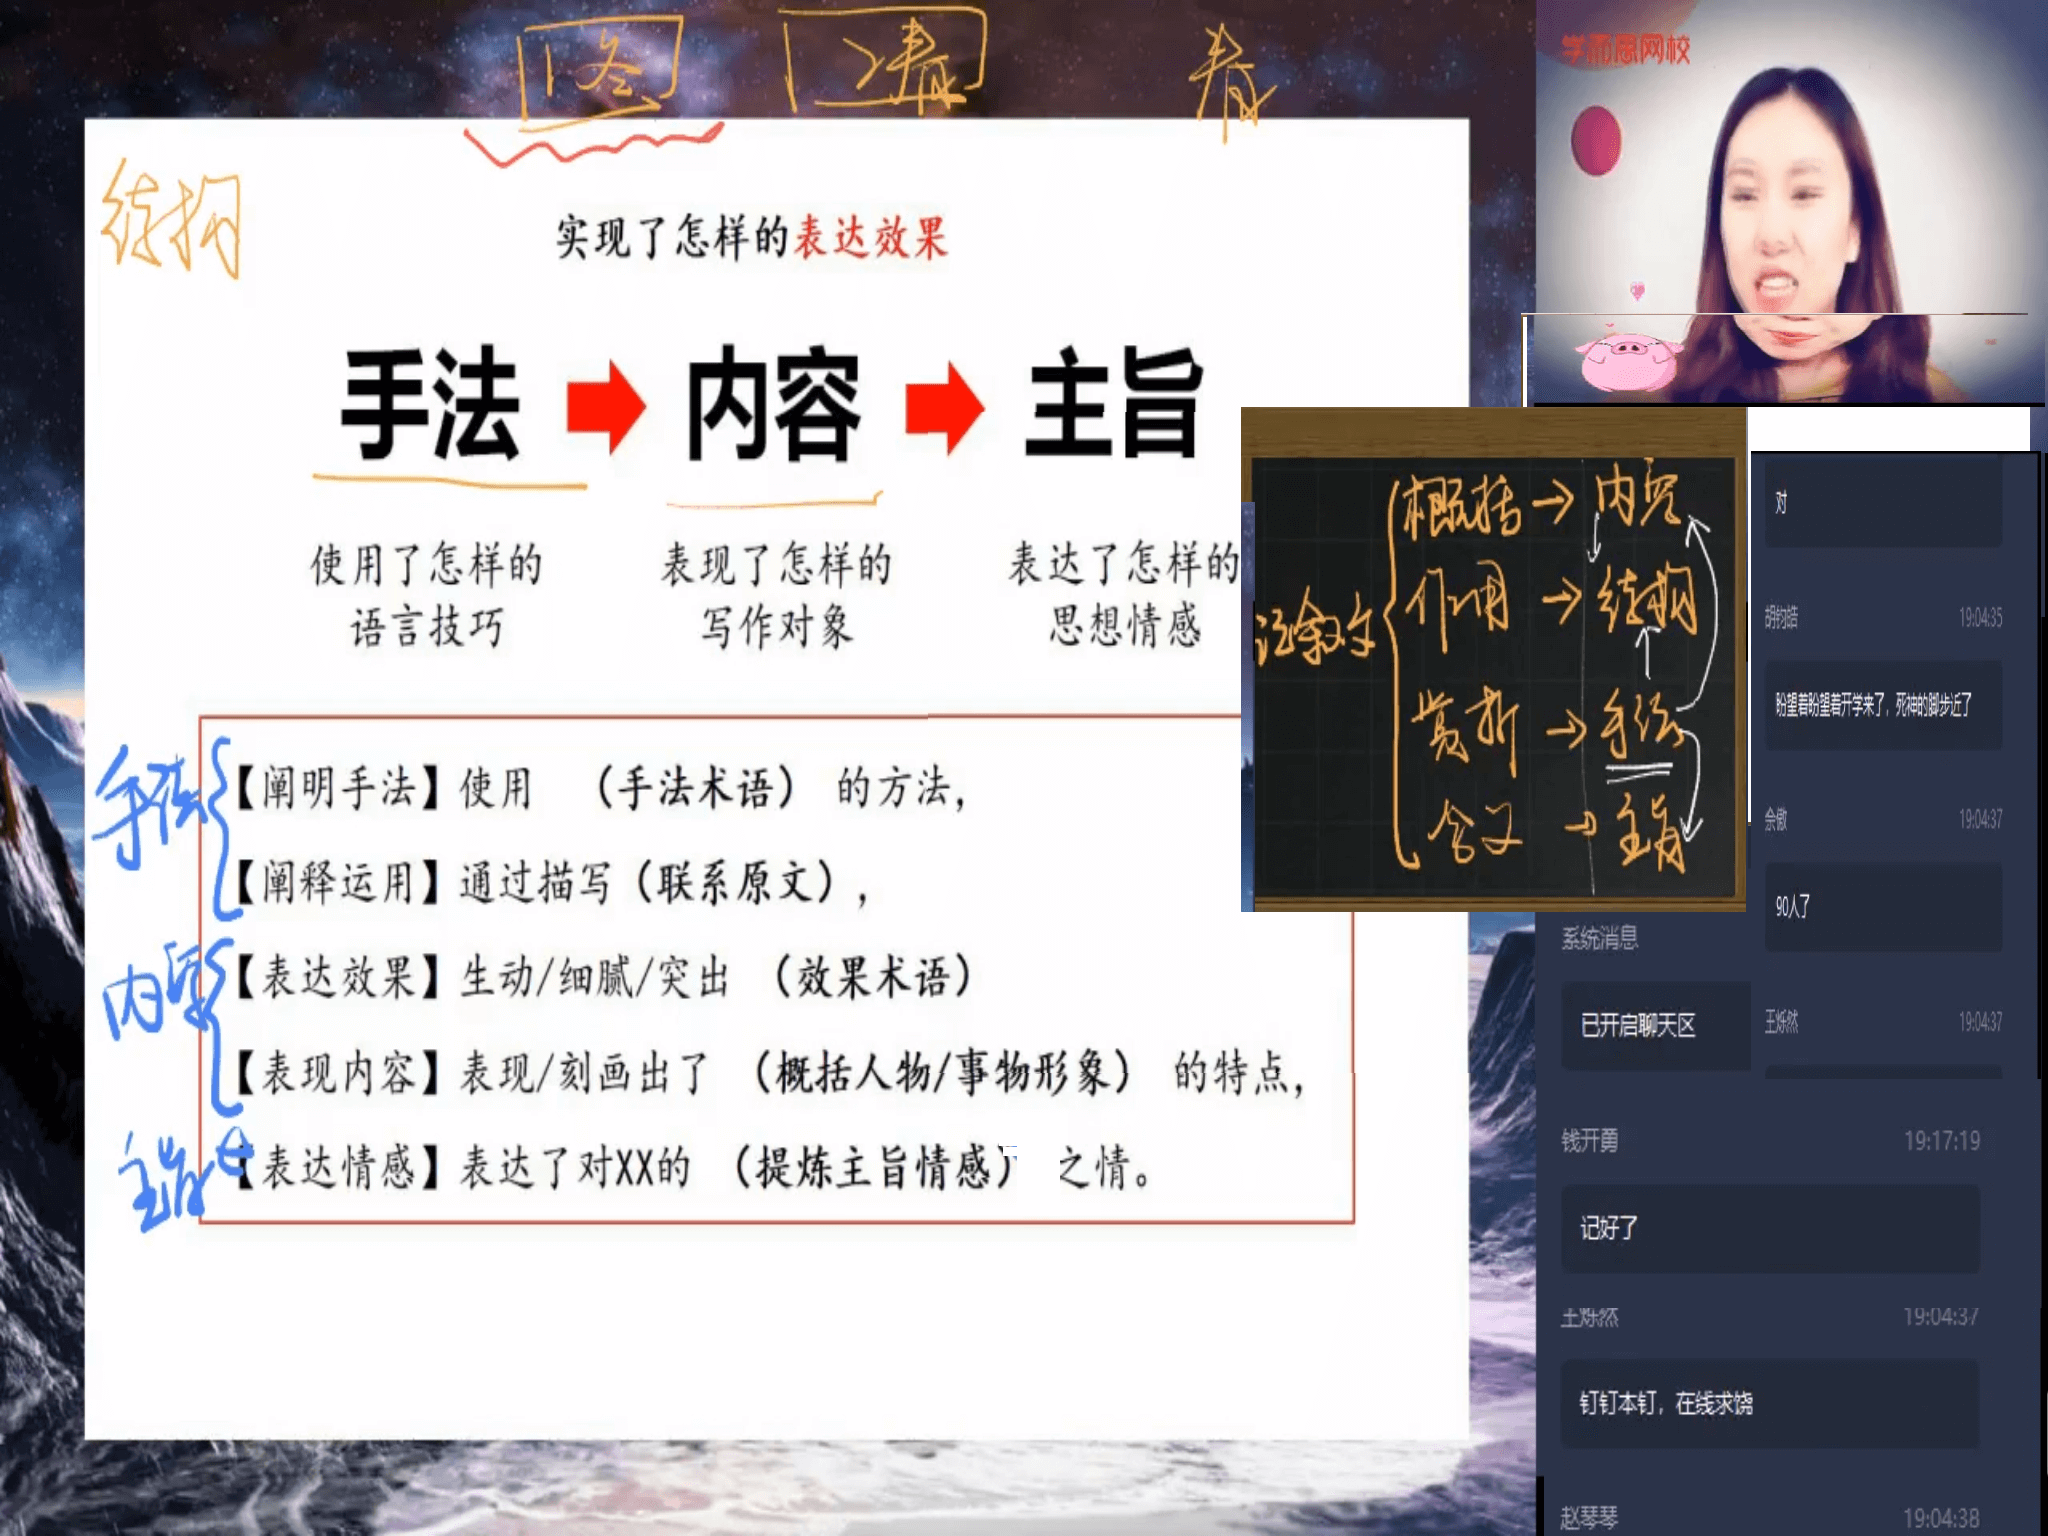 1冬
2春
春
结构
实现了怎样的表达效果
手法 内容 主旨
使用了怎样的
语言技巧
表现了怎样的
写作对象
表达了怎样的
思想情感
手法
【阐明手法】使用 （手法术语） 的方法，
【阐释运用】通过描写（联系原文），
内容
【表达效果】生动/细腻/突出 （效果术语）
【表现内容】表现/刻画出了 （概括人物/事物形象） 的特点，
主旨
【表达情感】表达了对XX的 （提炼主旨情感） 之情。
学而思网校
记叙文
概括→内容
作用→结构
赏析→手法
含义→主旨
对
胡钧皓 19:04:35
盼望着盼望着开学来了，死神的脚步近了
余傲 19:04:37
90人了
王烁然 19:04:37
系统消息
已开启聊天区
钱开勇 19:17:19
记好了
王烁然 19:04:37
钉钉本钉，在线求饶
赵琴琴 19:04:38